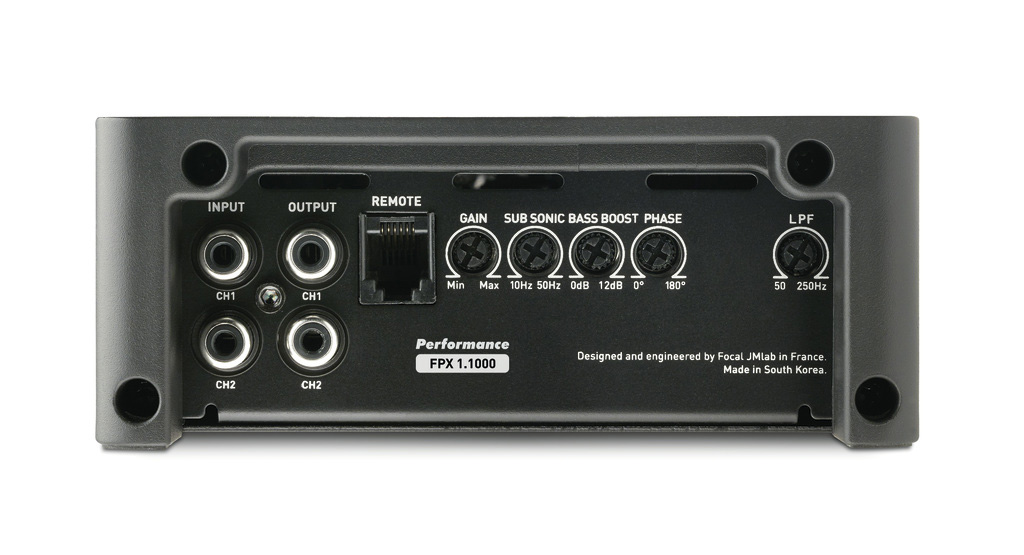 REMOTE
INPUT OUTPUT
GAIN SUB SONIC BASS BOOST PHASE LPF
Min Max 10Hz 50Hz 0dB 12dB 0° 180° 50 250Hz
CH1 CH1
Performance
FPX 1.1000
Designed and engineered by Focal JMlab in France.
Made in South Korea.
CH2 CH2